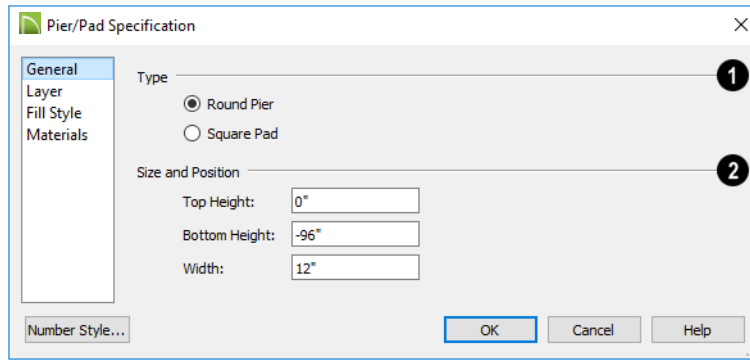 Pier/Pad Specification
General
Layer
Fill Style
Materials
Type
1
Round Pier
Square Pad
Size and Position
2
Top Height: 0"
Bottom Height: -96"
Width: 12"
Number Style... OK Cancel Help